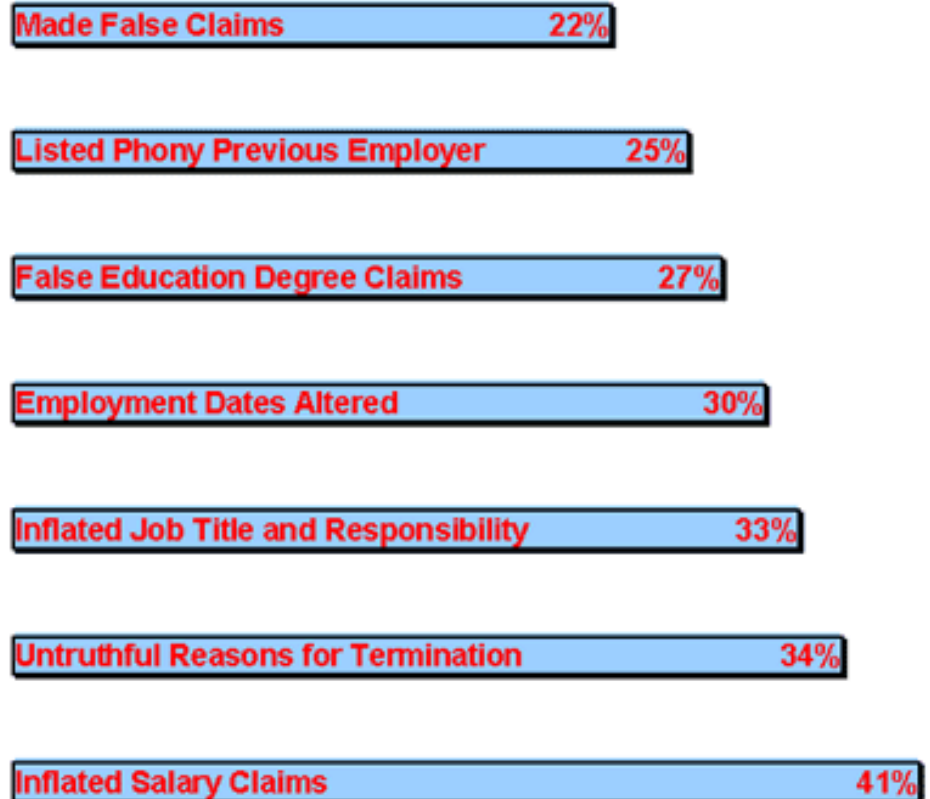 Made False Claims 22%
Listed Phony Previous Employer 25%
False Education Degree Claims 27%
Employment Dates Altered 30%
Inflated Job Title and Responsibility 33%
Untruthful Reasons for Termination 34%
Inflated Salary Claims 41%